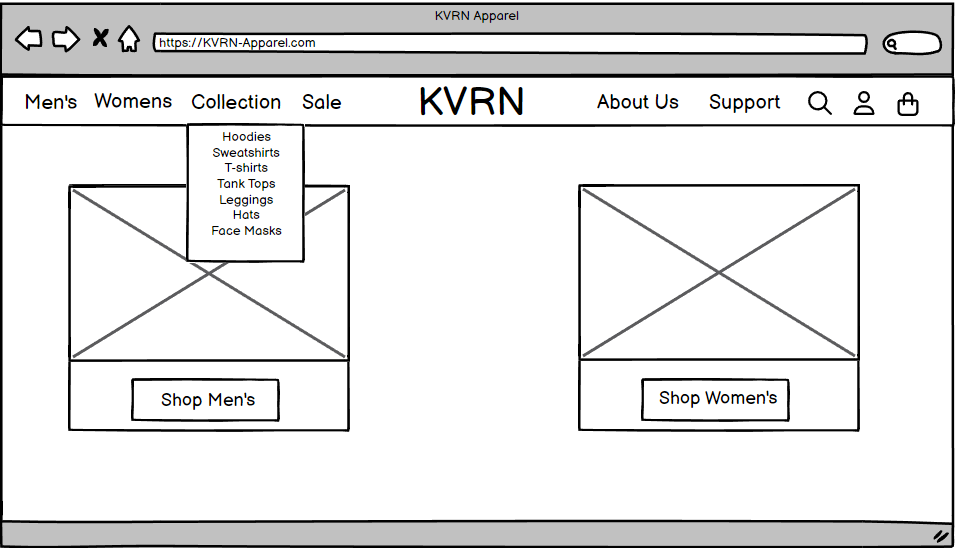 KVRN Apparel
https://KVRN-Apparel.com
Men's Womens Collection Sale KVRN About Us Support
Hoodies
Sweatshirts
T-shirts
Tank Tops
Leggings
Hats
Face Masks
Shop Men's
Shop Women's